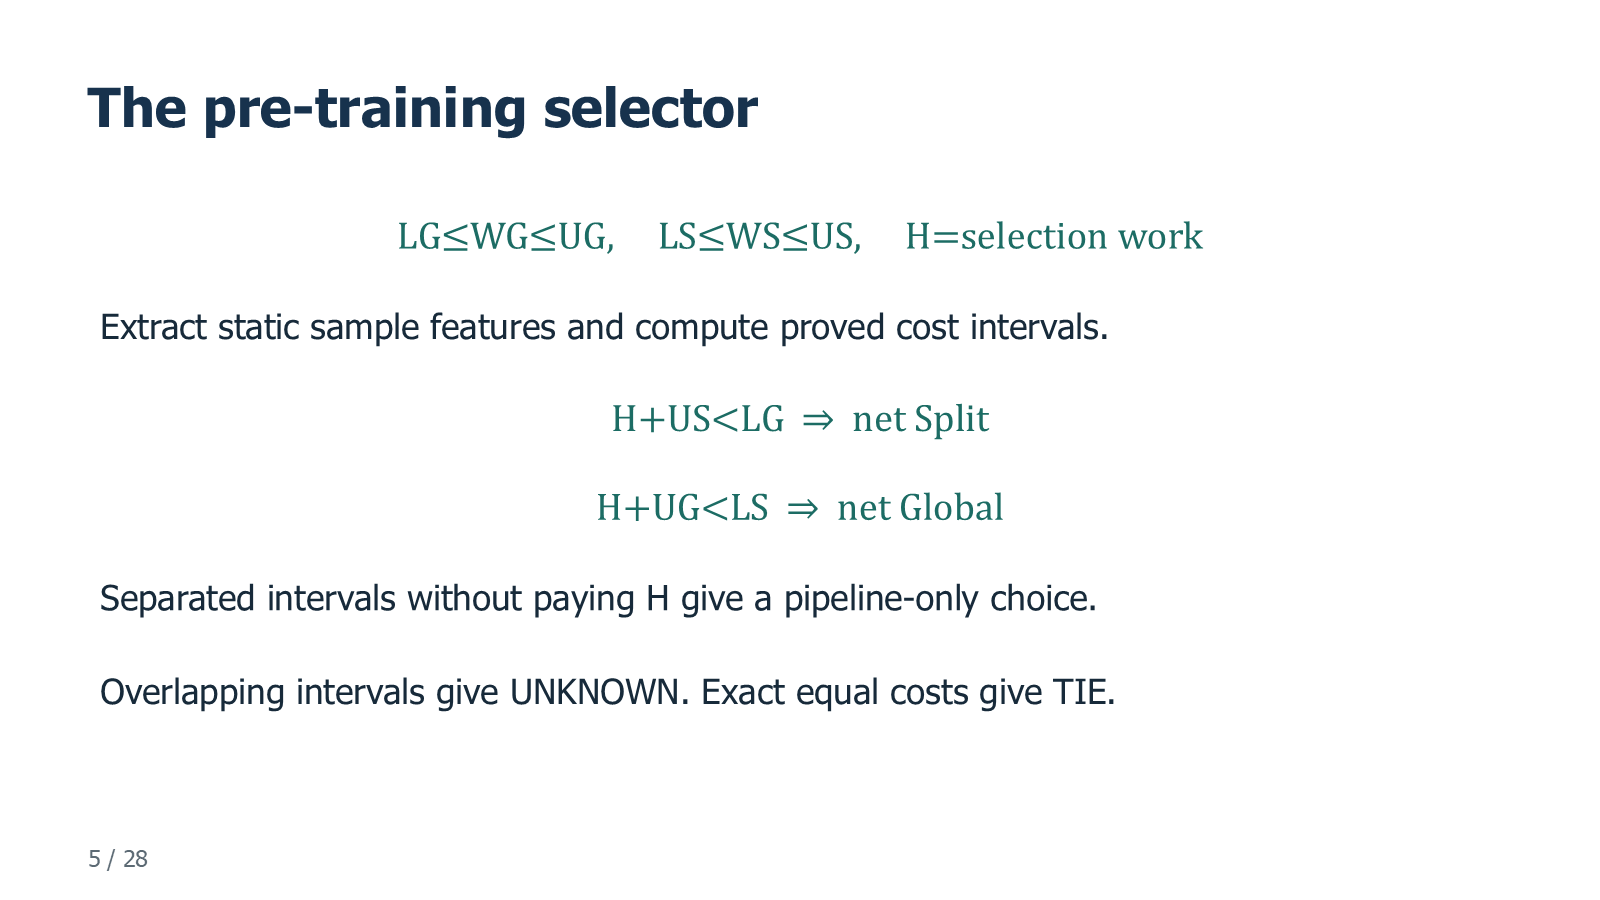 The pre-training selector
LG≤WG≤UG, LS≤WS≤US, H=selection work
Extract static sample features and compute proved cost intervals.
H+US<LG ⇒ net Split
H+UG<LS ⇒ net Global
Separated intervals without paying H give a pipeline-only choice.
Overlapping intervals give UNKNOWN. Exact equal costs give TIE.
5 / 28